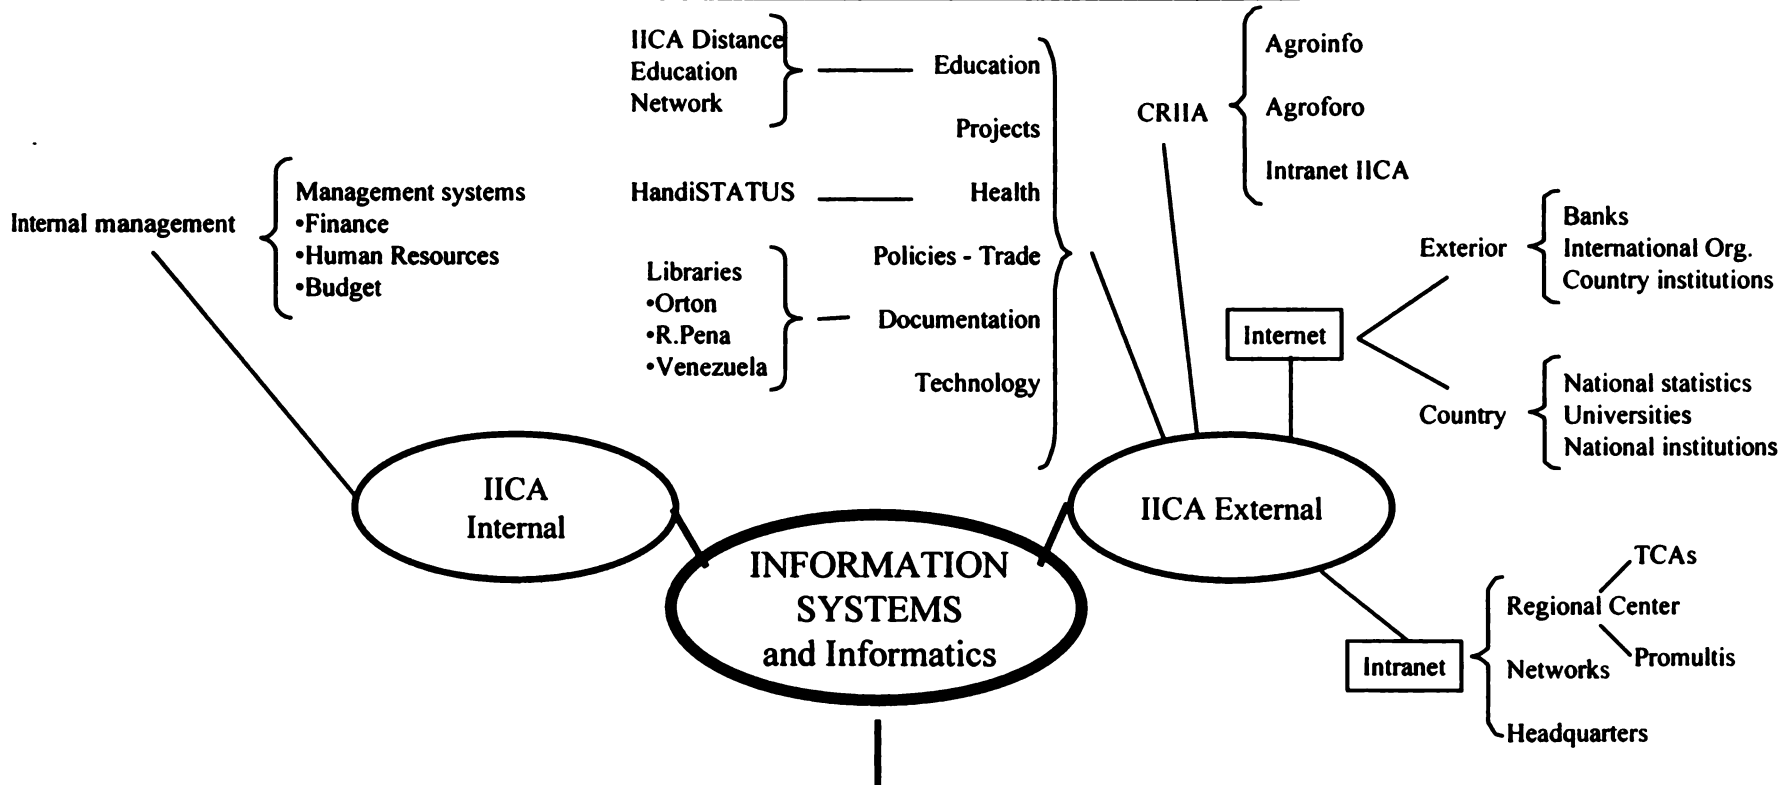 Internal management
Management systems
•Finance
•Human Resources
•Budget
IICA Distance
Education
Network
HandiSTATUS
Libraries
•Orton
•R.Pena
•Venezuela
Education
Projects
Health
Policies - Trade
Documentation
Technology
CRIIA
Agroinfo
Agroforo
Intranet IICA
Internet
Exterior
Banks
International Org.
Country institutions
Country
National statistics
Universities
National institutions
IICA
Internal
INFORMATION
SYSTEMS
and Informatics
IICA External
Intranet
Regional Center
TCAs
Promultis
Networks
Headquarters